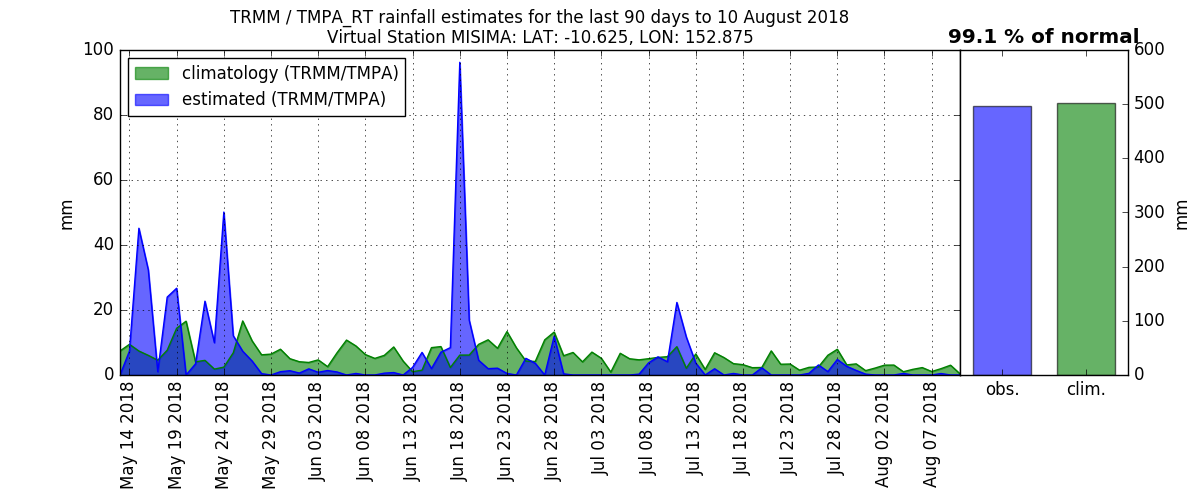 TRMM / TMPA_RT rainfall estimates for the last 90 days to 10 August 2018
Virtual Station MISIMA: LAT: -10.625, LON: 152.875
99.1 % of normal
climatology (TRMM/TMPA)
estimated (TRMM/TMPA)
mm
100
80
60
40
20
0
May 14 2018
May 19 2018
May 24 2018
May 29 2018
Jun 03 2018
Jun 08 2018
Jun 13 2018
Jun 18 2018
Jun 23 2018
Jun 28 2018
Jul 03 2018
Jul 08 2018
Jul 13 2018
Jul 18 2018
Jul 23 2018
Jul 28 2018
Aug 02 2018
Aug 07 2018
600
500
400
300
200
100
0
mm
obs.
clim.